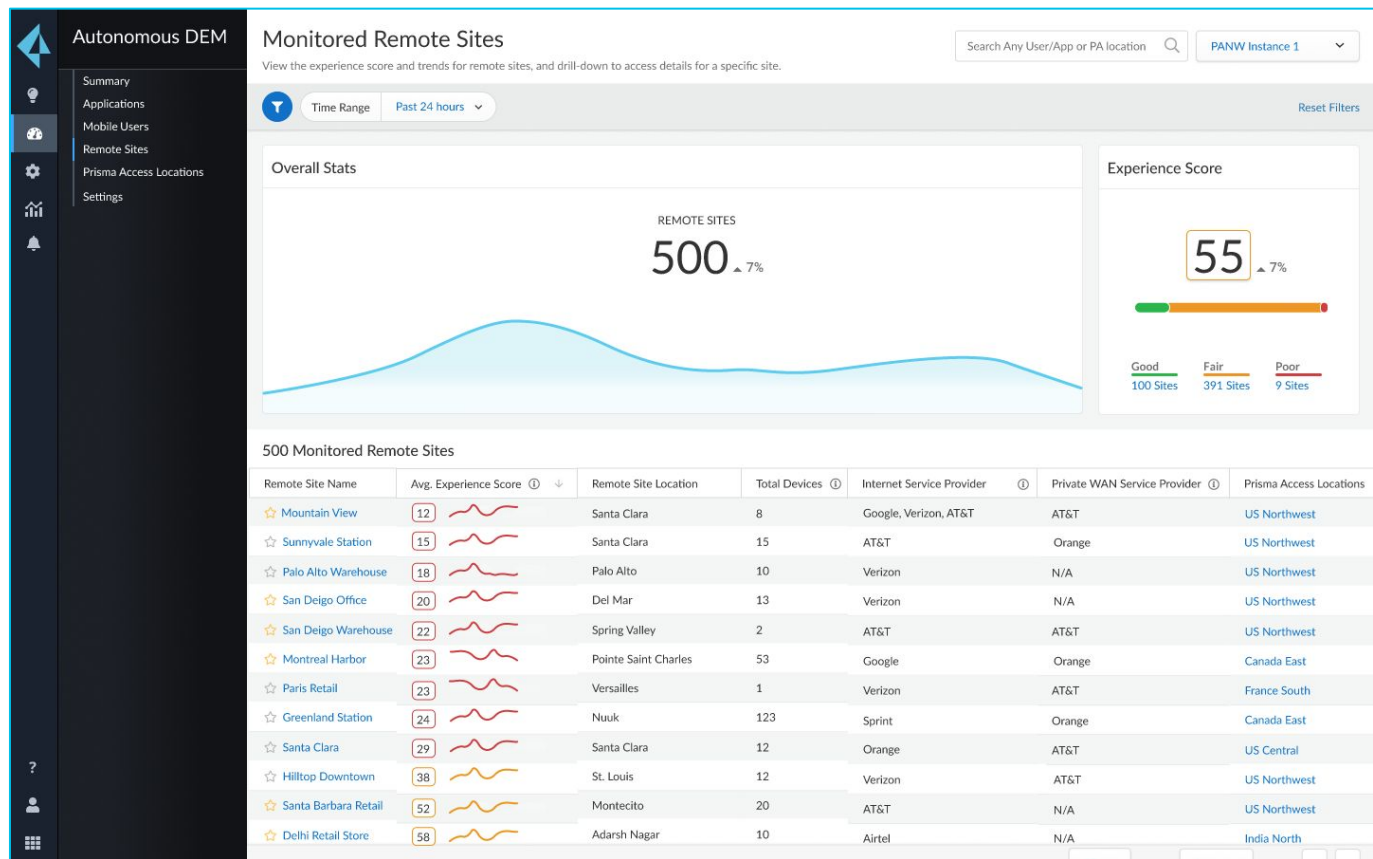 Autonomous DEM
Summary
Applications
Mobile Users
Remote Sites
Prisma Access Locations
Settings
?
Monitored Remote Sites
View the experience score and trends for remote sites, and drill-down to access details for a specific site.
Search Any User/App or PA location
PANW Instance 1
Time Range Past 24 hours
Reset Filters
Overall Stats
REMOTE SITES
500 7%
Experience Score
55 7%
Good Fair Poor
100 Sites 391 Sites 9 Sites
500 Monitored Remote Sites
Remote Site Name Avg. Experience Score Remote Site Location Total Devices Internet Service Provider Private WAN Service Provider Prisma Access Locations
Mountain View 12 Santa Clara 8 Google, Verizon, AT&T AT&T US Northwest
Sunnyvale Station 15 Santa Clara 15 AT&T Orange US Northwest
Palo Alto Warehouse 18 Palo Alto 10 Verizon N/A US Northwest
San Deigo Office 20 Del Mar 13 Verizon N/A US Northwest
San Deigo Warehouse 22 Spring Valley 2 AT&T AT&T US Northwest
Montreal Harbor 23 Pointe Saint Charles 53 Google Orange Canada East
Paris Retail 23 Versailles 1 Verizon AT&T France South
Greenland Station 24 Nuuk 123 Sprint Orange Canada East
Santa Clara 29 Santa Clara 12 Orange AT&T US Central
Hilltop Downtown 38 St. Louis 12 Verizon AT&T US Northwest
Santa Barbara Retail 52 Montecito 20 AT&T N/A US Northwest
Delhi Retail Store 58 Adarsh Nagar 10 Airtel N/A India North